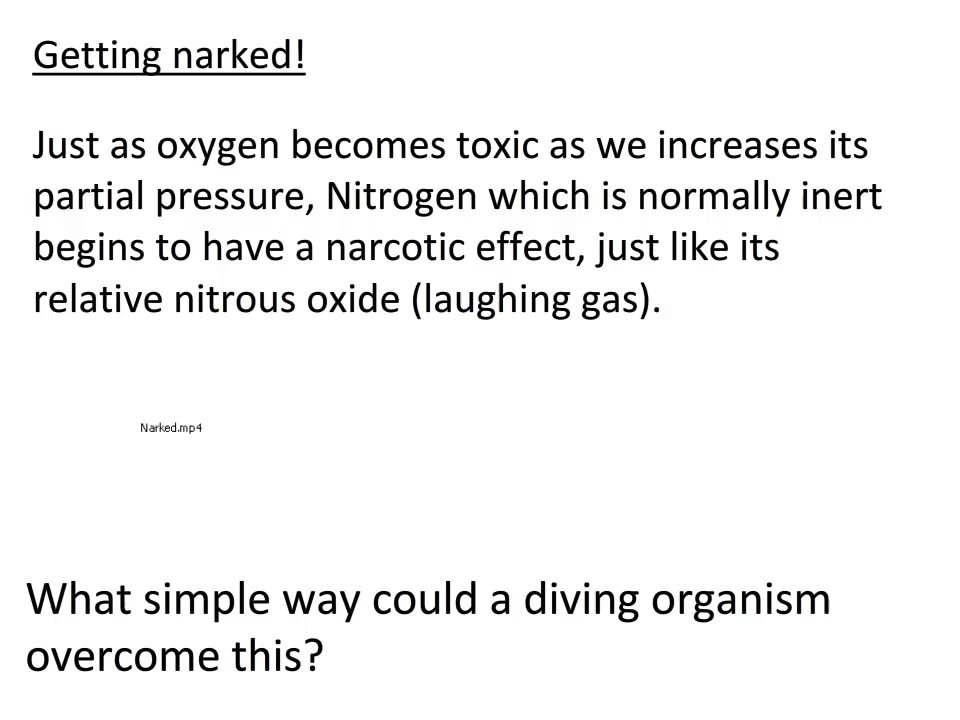 Getting narked!
Just as oxygen becomes toxic as we increases its
partial pressure, Nitrogen which is normally inert
begins to have a narcotic effect, just like its
relative nitrous oxide (laughing gas).
Narked.mp4
What simple way could a diving organism
overcome this?